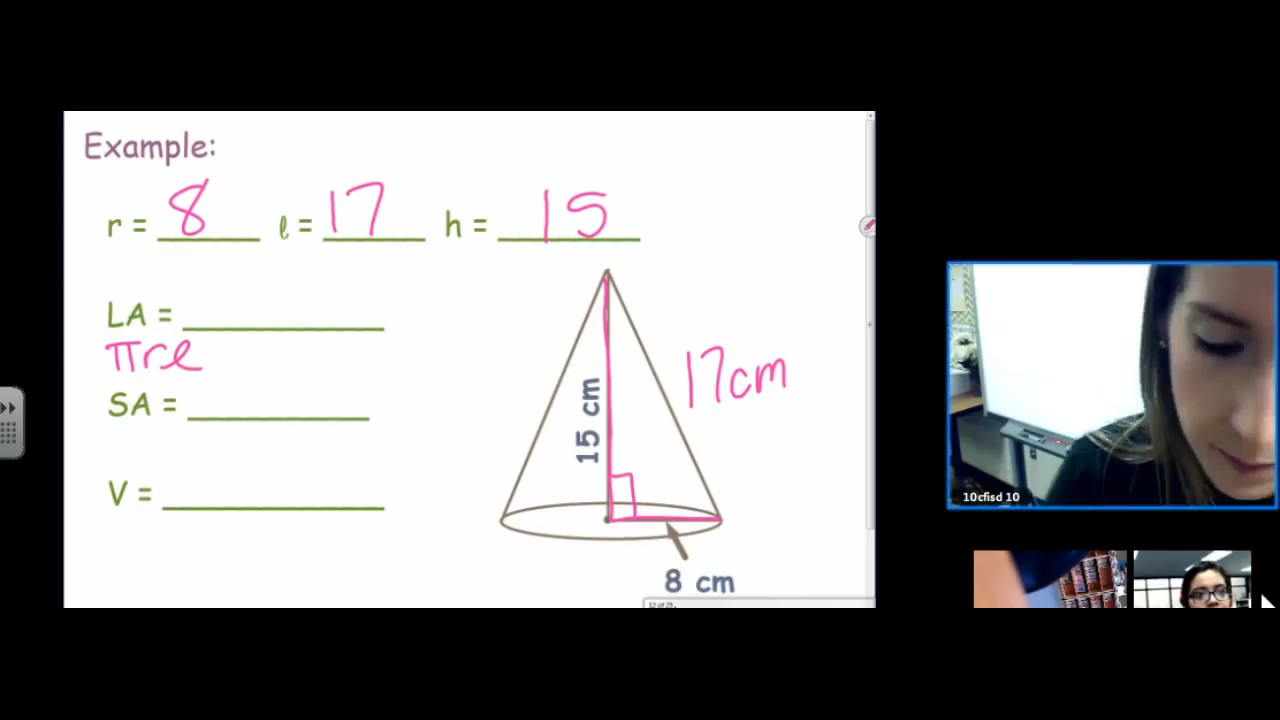 Example:
r = 8 ℓ = 17 h = 15
LA =
πrℓ
SA =
V =
15 cm
17cm
8 cm
10cfisd 10